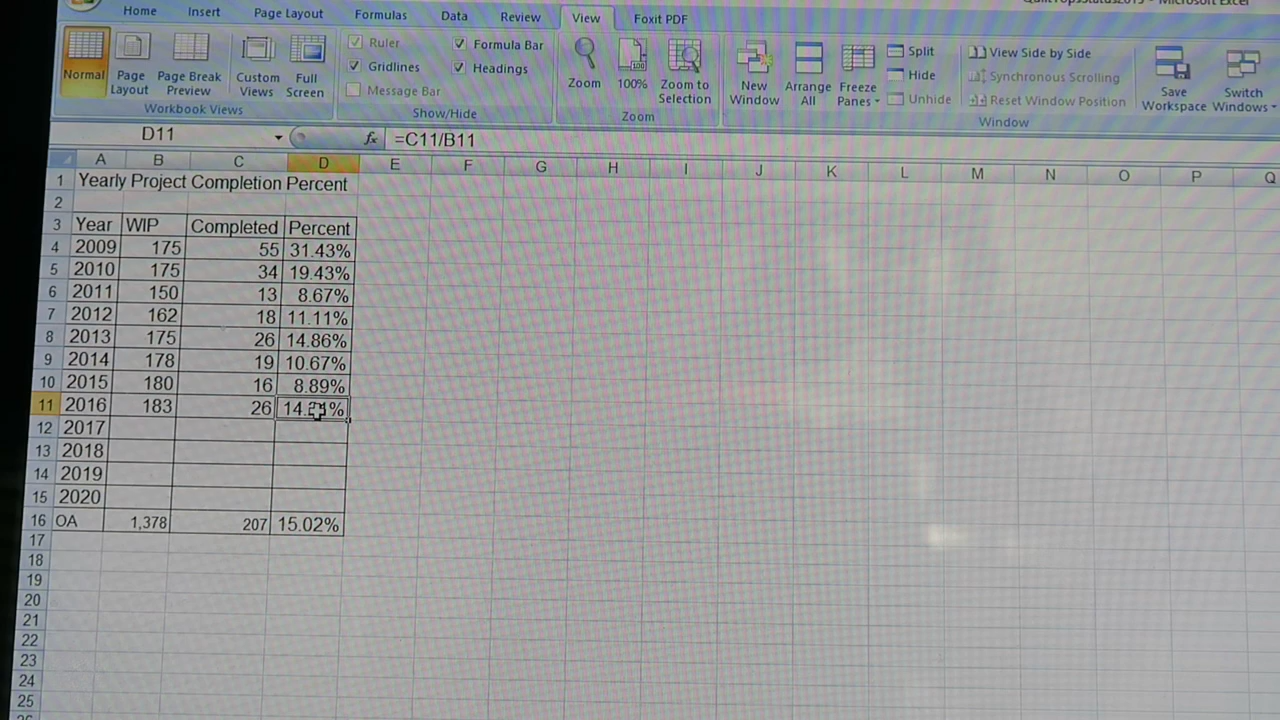 Home Insert Page Layout Formulas Data Review View Foxit PDF
Normal Page Layout Page Break Preview Custom Views Full Screen
Workbook Views
Ruler Formula Bar
Gridlines Headings
Message Bar
Show/Hide
Zoom 100% Zoom to Selection
Zoom
New Window Arrange All Freeze Panes
Split View Side by Side
Hide Synchronous Scrolling
Unhide Reset Window Position
Save Workspace Switch Windows
Window
D11 fx =C11/B11
A B C D E F G H I J K L M N O P Q
1 Yearly Project Completion Percent
2
3 Year WIP Completed Percent
4 2009 175 55 31.43%
5 2010 175 34 19.43%
6 2011 150 13 8.67%
7 2012 162 18 11.11%
8 2013 175 26 14.86%
9 2014 178 19 10.67%
10 2015 180 16 8.89%
11 2016 183 26
12 2017
13 2018
14 2019
15 2020
16 OA 1,378 207 15.02%
17
18
19
20
21
22
23
24
25